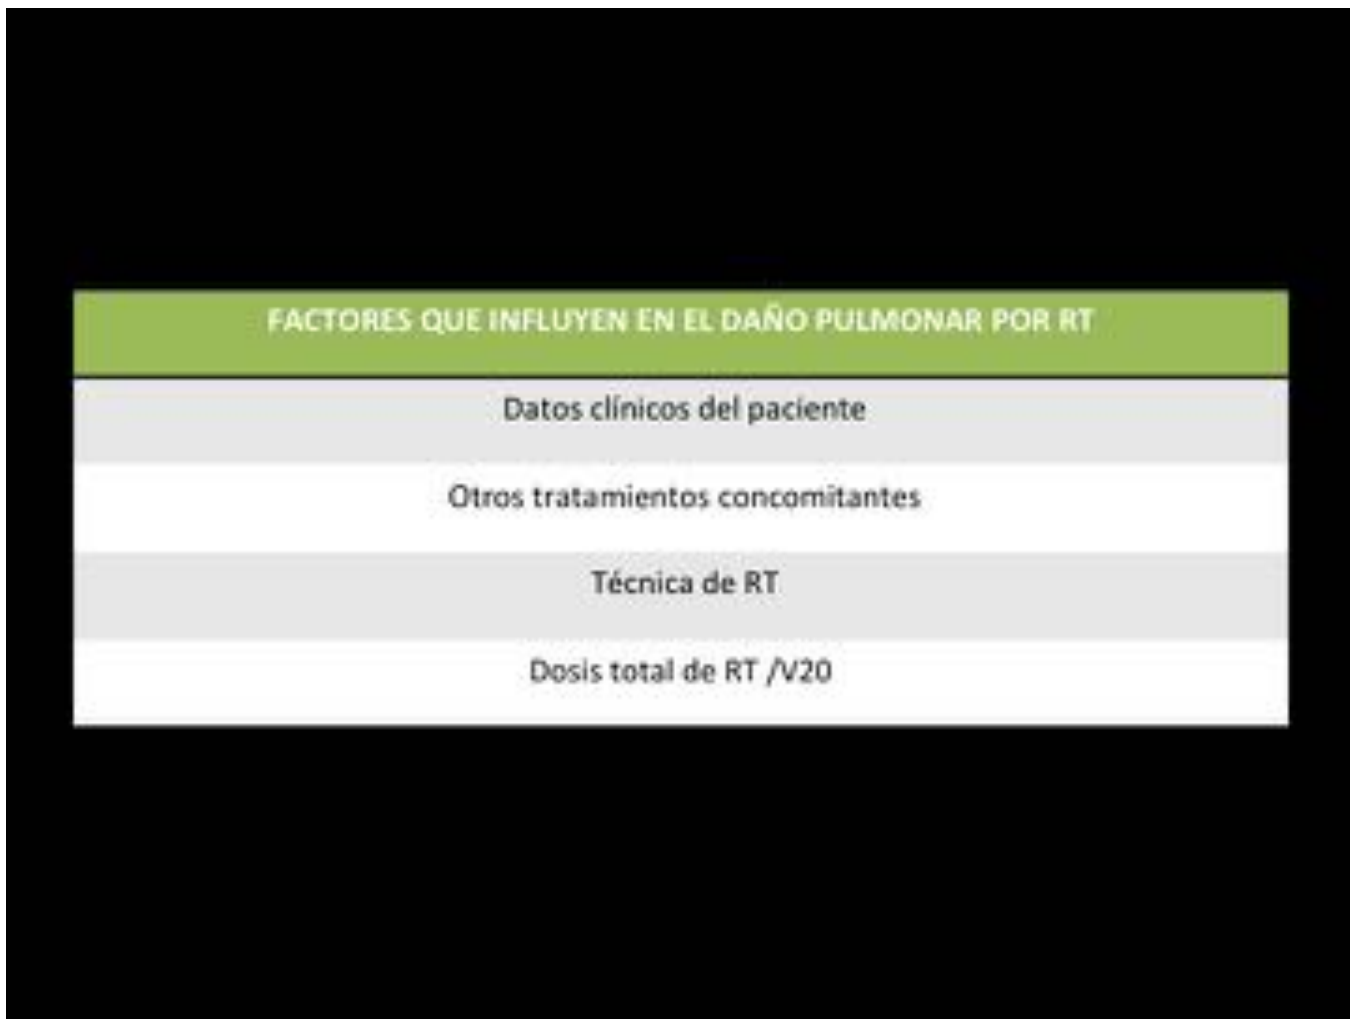 FACTORES QUE INFLUYEN EN EL DAÑO PULMONAR POR RT
Datos clínicos del paciente
Otros tratamientos concomitantes
Técnica de RT
Dosis total de RT /V20